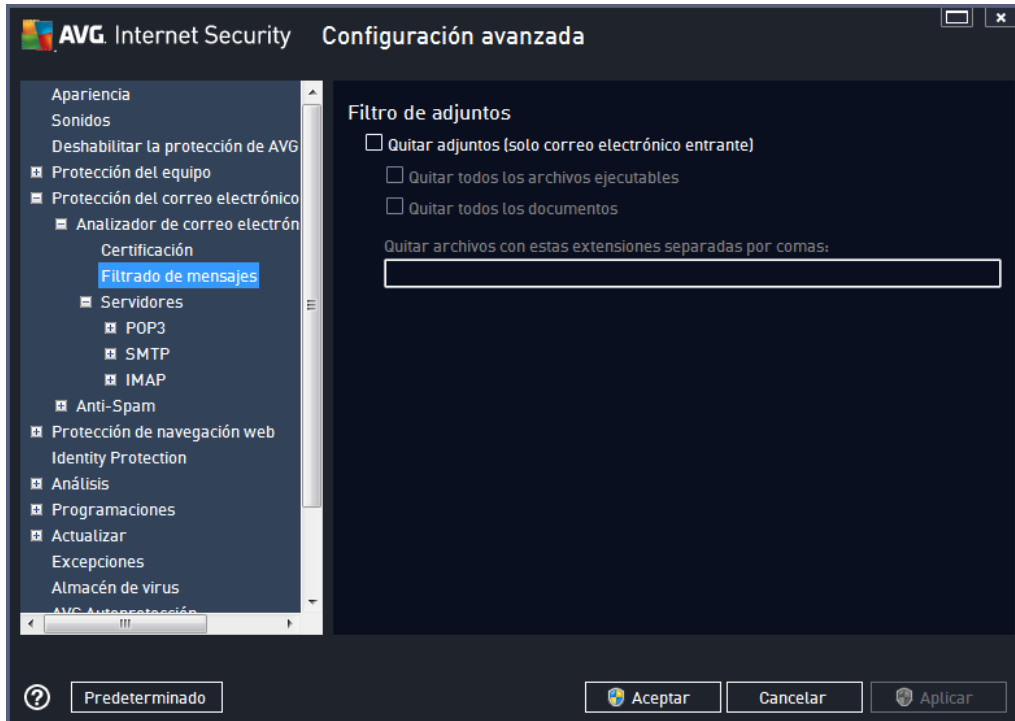 AVG. Internet Security
Configuración avanzada
Apariencia
Sonidos
Deshabilitar la protección de AVG
Protección del equipo
Protección del correo electrónico
Analizador de correo electrón
Certificación
Filtrado de mensajes
Servidores
POP3
SMTP
IMAP
Anti-Spam
Protección de navegación web
Identity Protection
Análisis
Programaciones
Actualizar
Excepciones
Almacén de virus
AVG Autoprotección
Filtro de adjuntos
Quitar adjuntos (solo correo electrónico entrante)
Quitar todos los archivos ejecutables
Quitar todos los documentos
Quitar archivos con estas extensiones separadas por comas:
Predeterminado
Aceptar
Cancelar
Aplicar